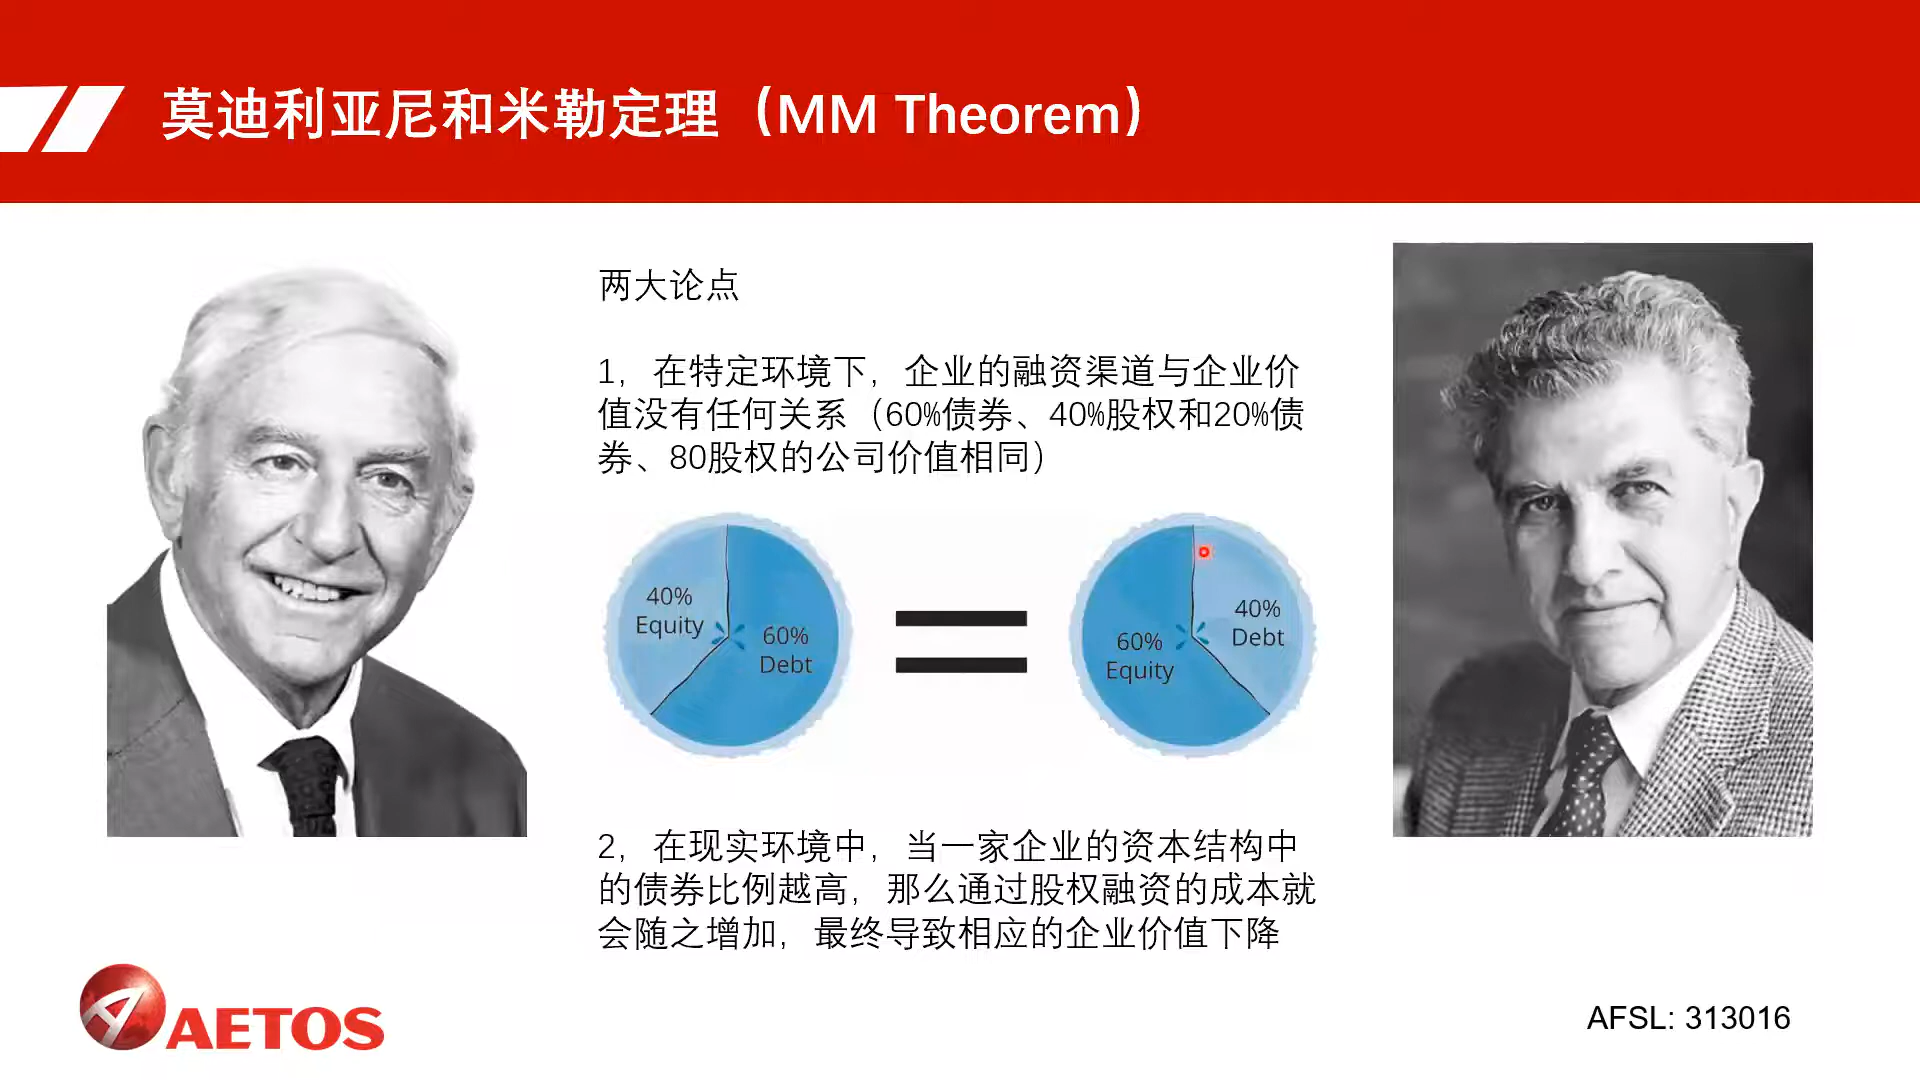 莫迪利亚尼和米勒定理（MM Theorem）
两大论点
1，在特定环境下，企业的融资渠道与企业价
值没有任何关系（60%债券、40%股权和20%债
券、80股权的公司价值相同）
40%
Equity
60%
Debt
60%
Equity
40%
Debt
2，在现实环境中，当一家企业的资本结构中
的债券比例越高，那么通过股权融资的成本就
会随之增加，最终导致相应的企业价值下降
AETOS
AFSL: 313016